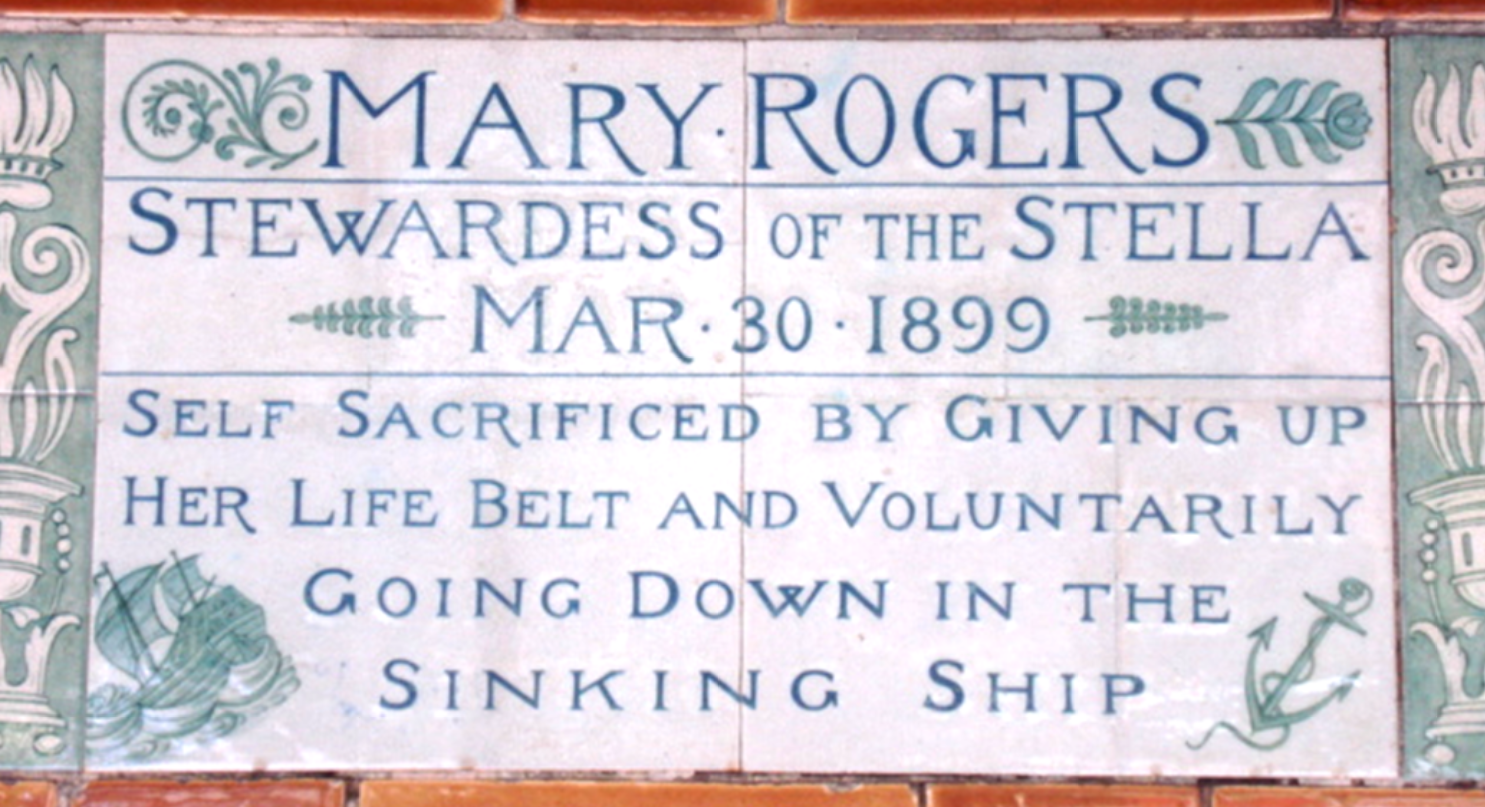 MARY · ROGERS
STEWARDESS OF THE STELLA
MAR · 30 · 1899
SELF SACRIFICED BY GIVING UP
HER LIFE BELT AND VOLUNTARILY
GOING DOWN IN THE
SINKING SHIP